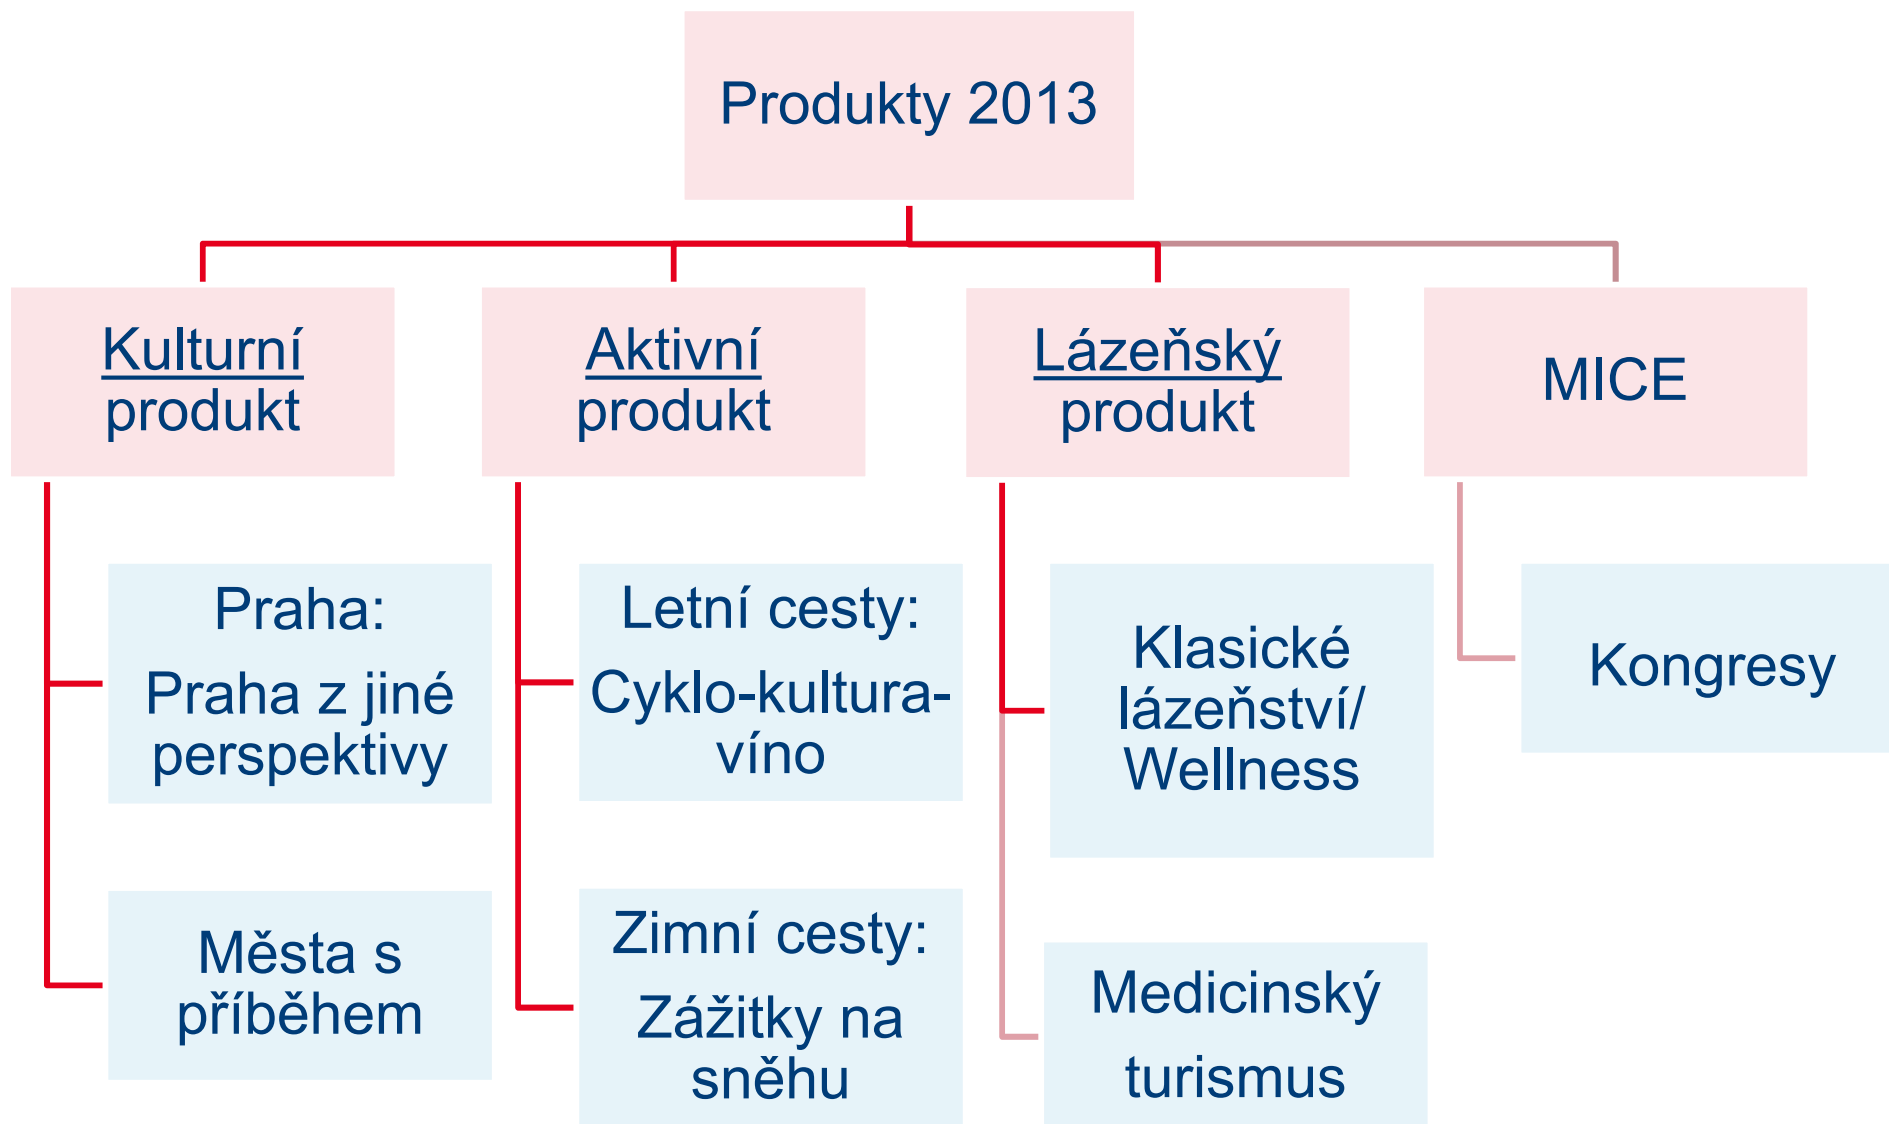 Produkty 2013
Kulturní
produkt
Aktivní
produkt
Lázeňský
produkt
MICE
Praha:
Praha z jiné
perspektivy
Města s
příběhem
Letní cesty:
Cyklo-kultura-
víno
Zimní cesty:
Zážitky na
sněhu
Klasické
lázeňství/
Wellness
Medicinský
turismus
Kongresy